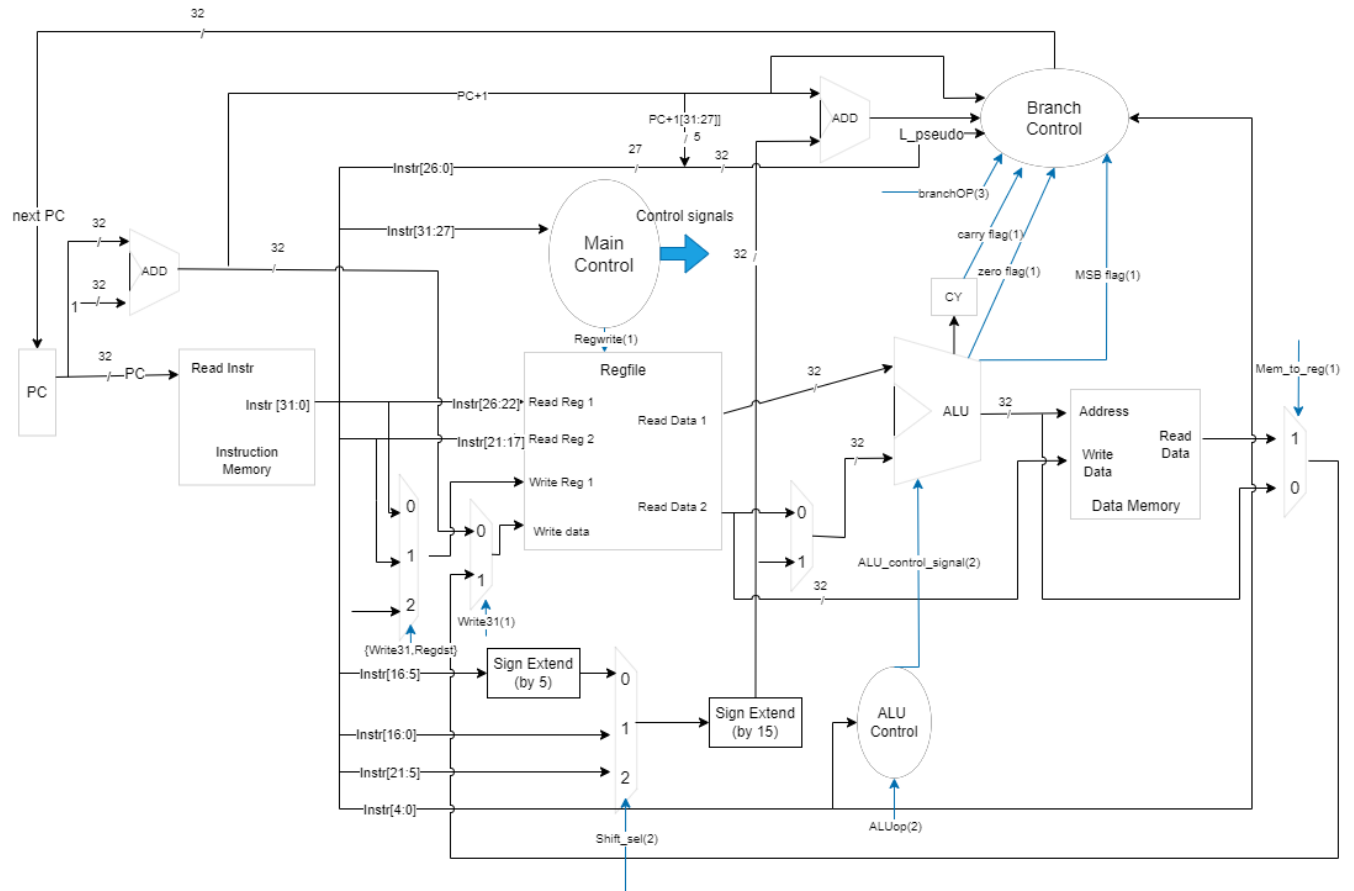 32
PC+1
PC+1[31:27]]
5
ADD
Branch
Control
L_pseudo
27
32
Instr[26:0]
branchOP(3)
next PC
32
Instr[31:27]
Control signals
Main
Control
carry flag(1)
32
zero flag(1)
MSB flag(1)
32
ADD
32
1
CY
Regwrite(1)
32
PC
PC
Read Instr
Instr [31:0]
Instruction
Memory
Regfile
Instr[26:22]
Read Reg 1
Read Data 1
Instr[21:17]
Read Reg 2
Write Reg 1
Read Data 2
Write data
32
32
ALU
32
Address
Write
Data
Read
Data
Data Memory
Mem_to_reg(1)
1
0
0
1
2
0
1
0
1
ALU_control_signal(2)
32
{Write31,Regdst}
Write31(1)
Instr[16:5]
Sign Extend
(by 5)
0
1
2
Sign Extend
(by 15)
Instr[16:0]
Instr[21:5]
Instr[4:0]
ALU
Control
Shift_sel(2)
ALUop(2)